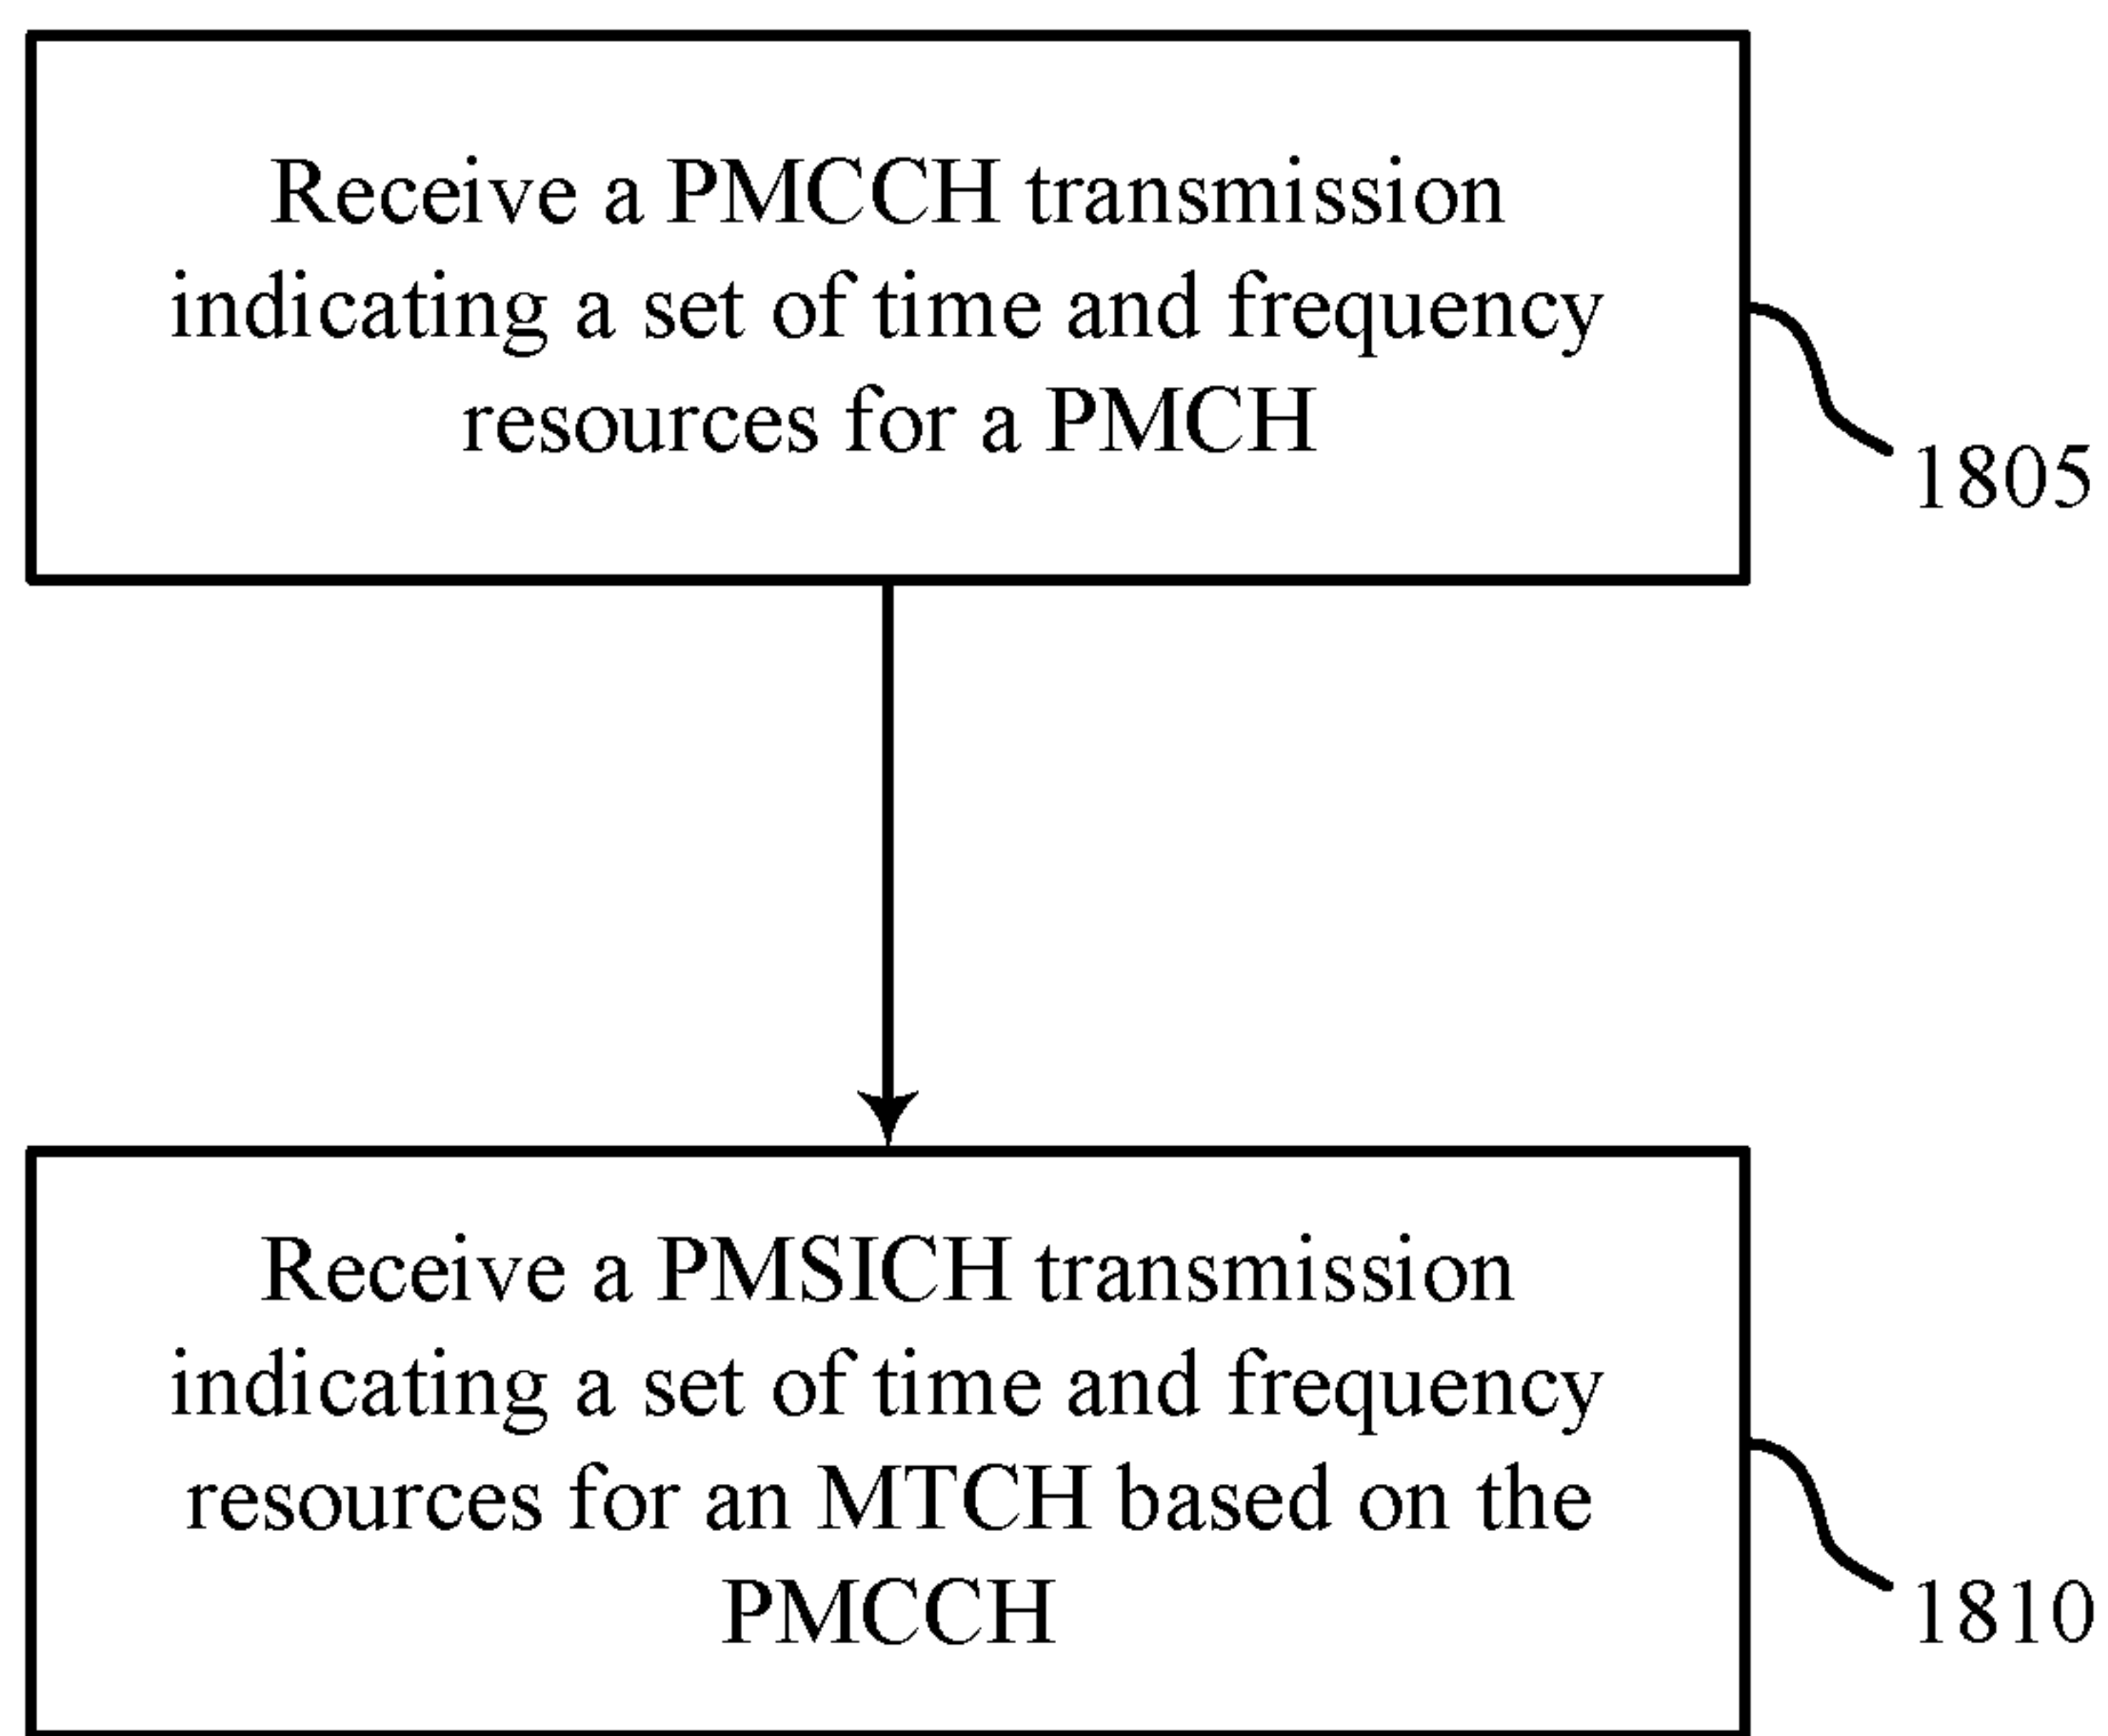 Receive a PMCCH transmission
indicating a set of time and frequency
resources for a PMCH
1805
Receive a PMSICH transmission
indicating a set of time and frequency
resources for an MTCH based on the
PMCCH
1810